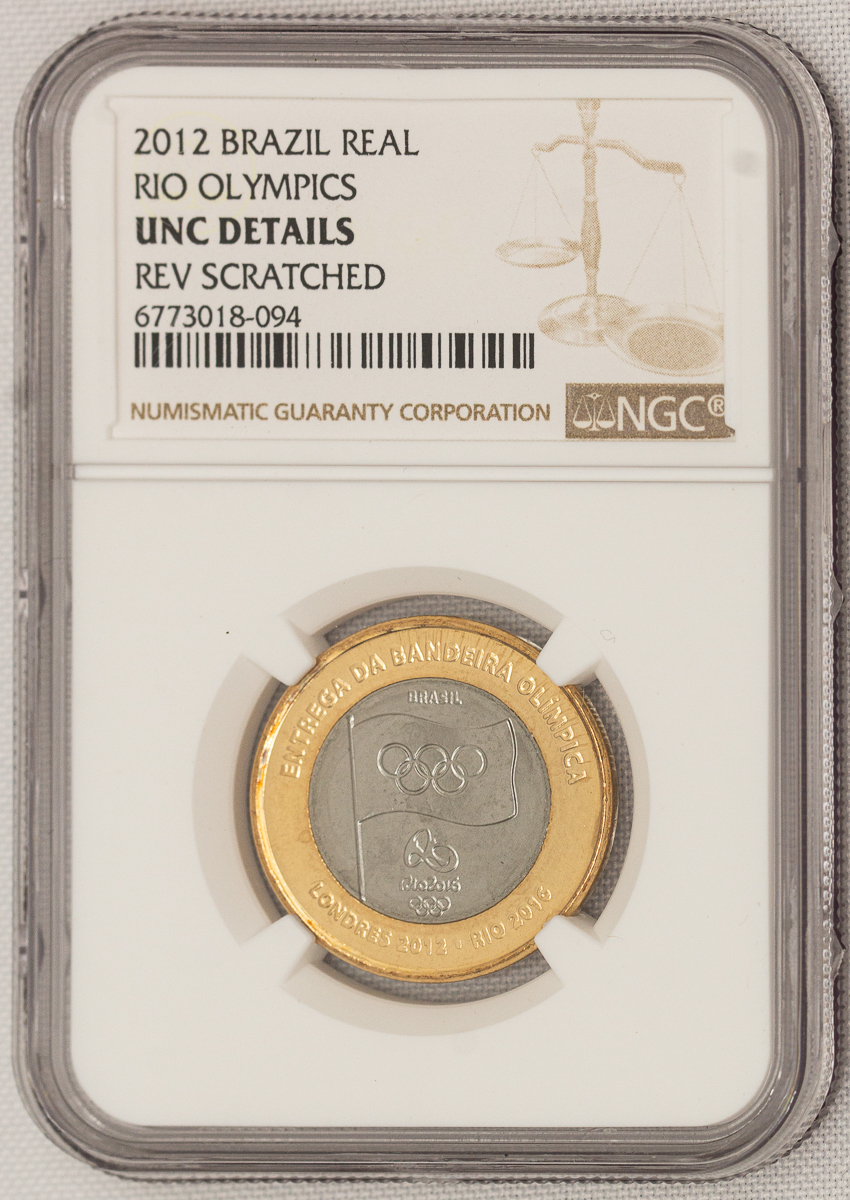 2012 BRAZIL REAL
RIO OLYMPICS
UNC DETAILS
REV SCRATCHED
6773018-094
NUMISMATIC GUARANTY CORPORATION
NGC®
ENTREGA DA BANDEIRA OLÍMPICA
BRASIL
RIO2016
LONDRES 2012 • RIO 2016